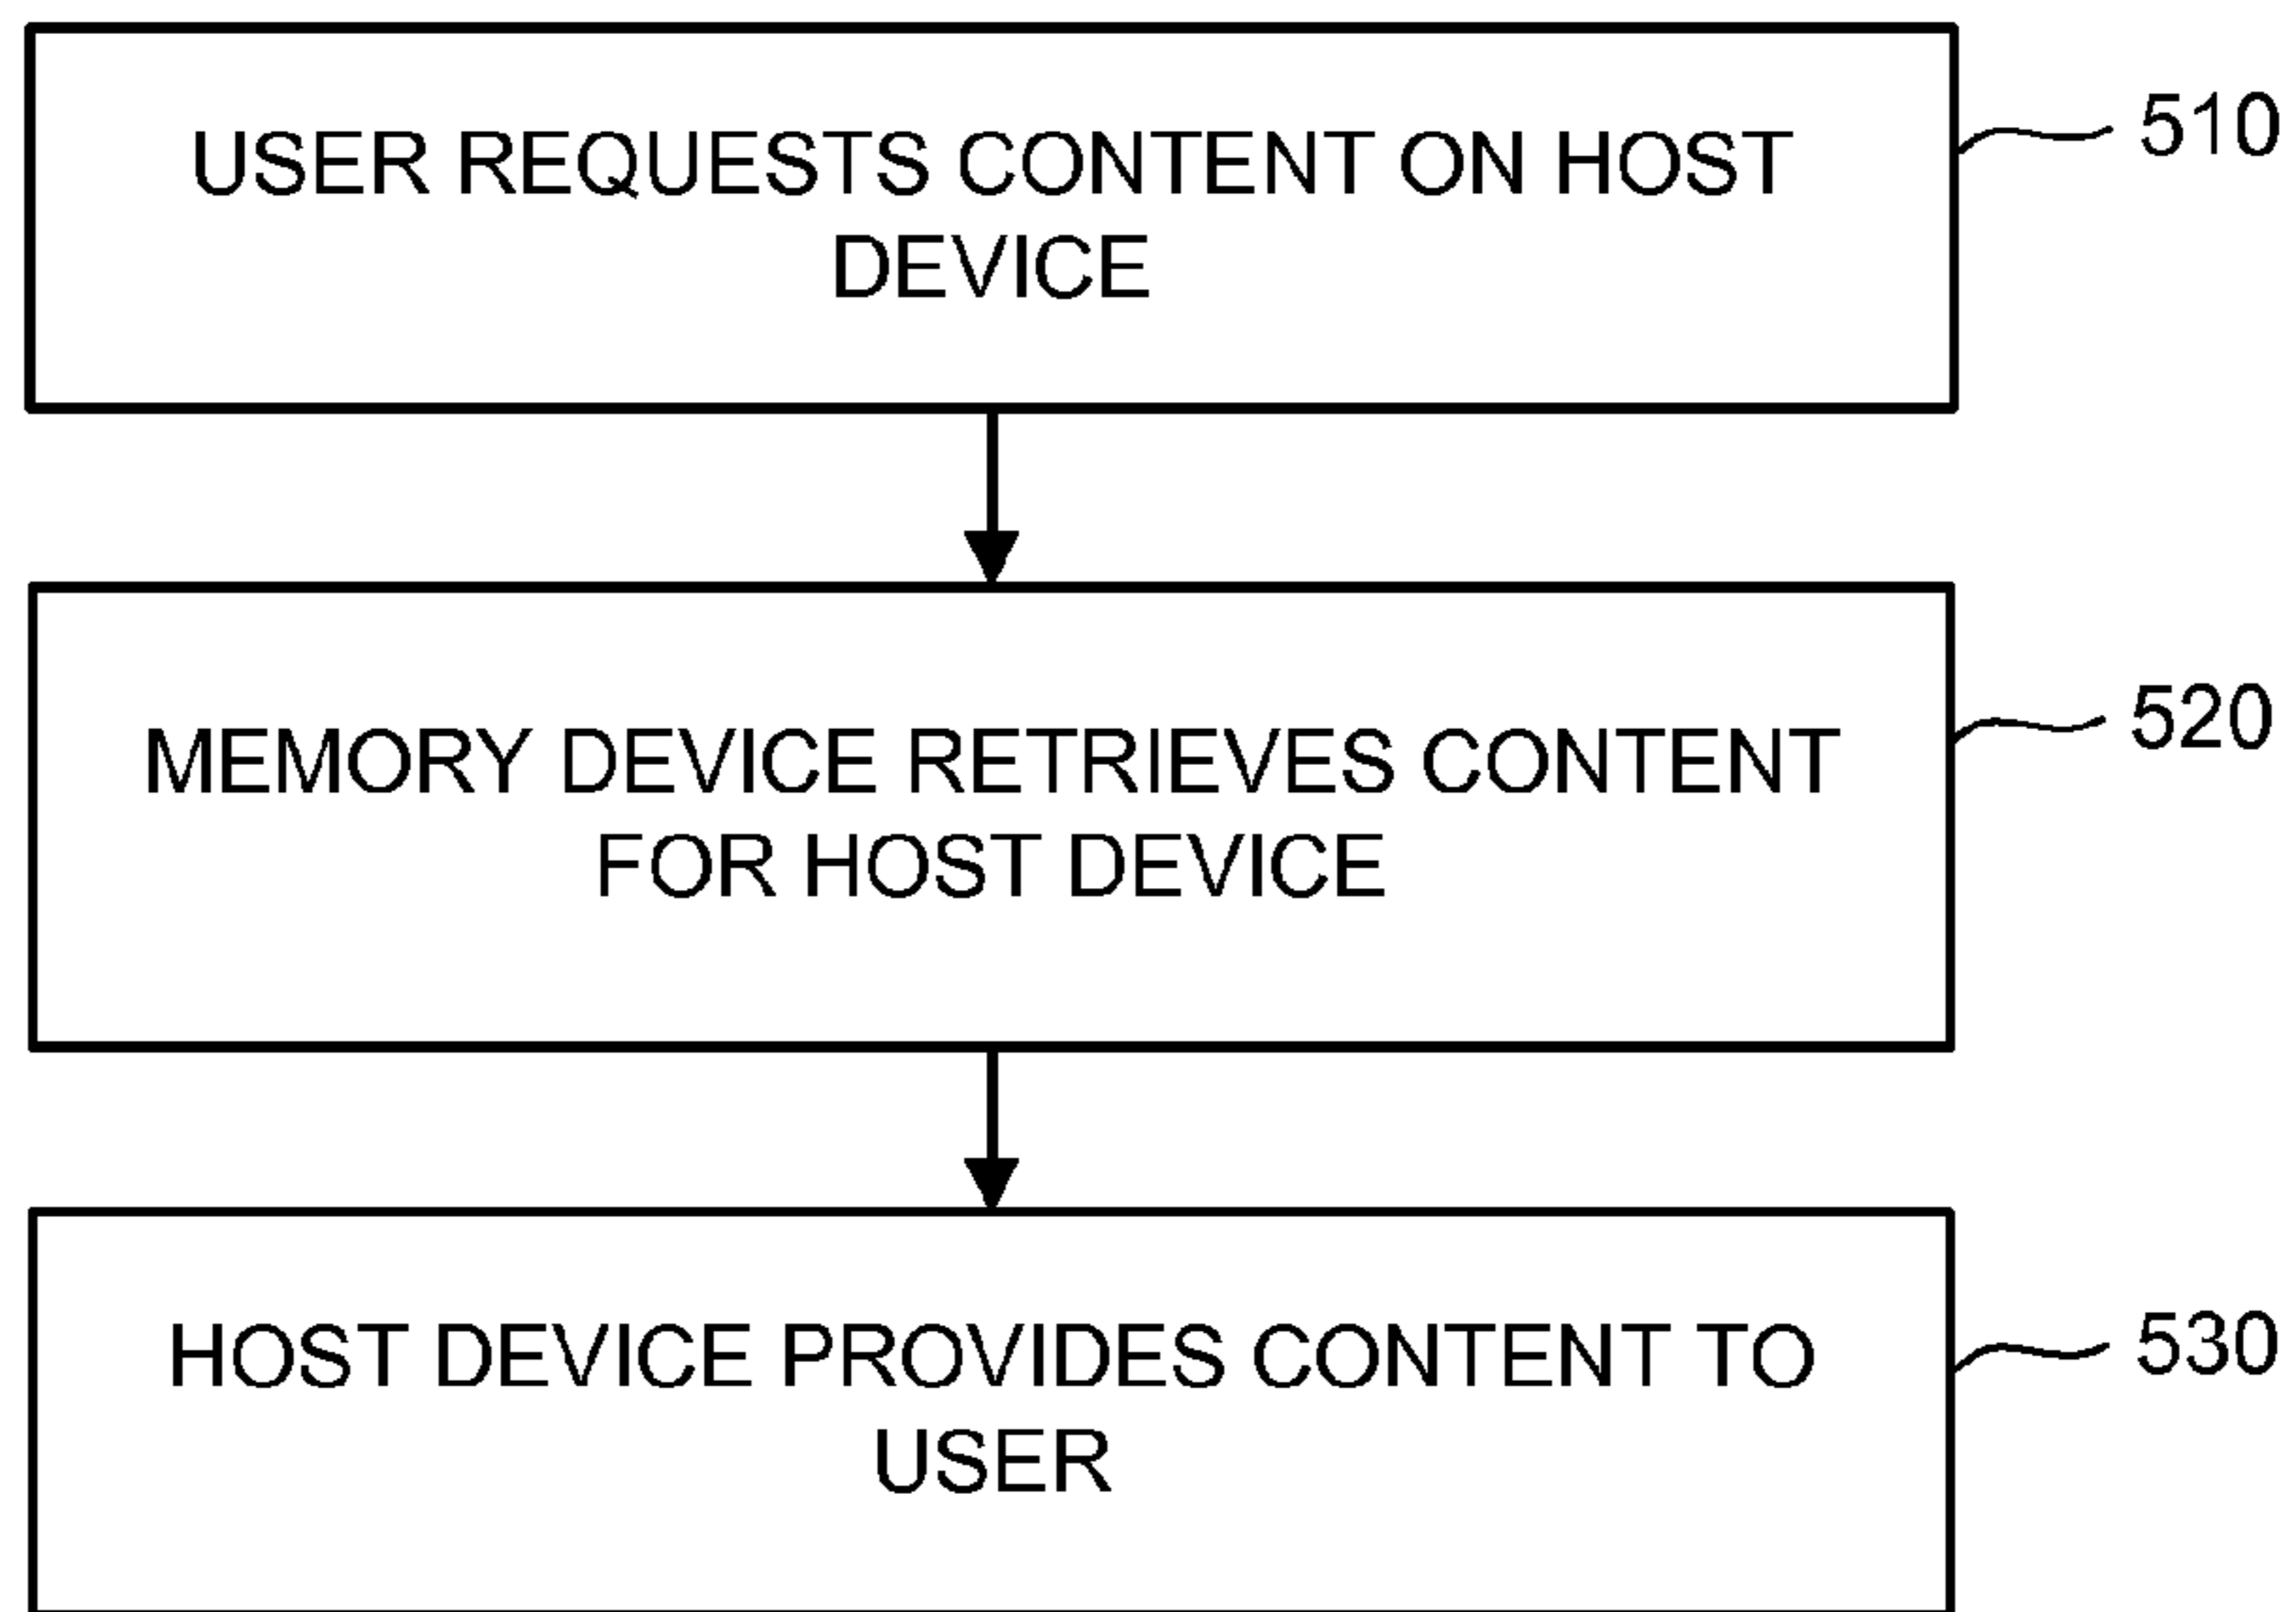 USER REQUESTS CONTENT ON HOST
DEVICE
510
MEMORY DEVICE RETRIEVES CONTENT
FOR HOST DEVICE
520
HOST DEVICE PROVIDES CONTENT TO
USER
530